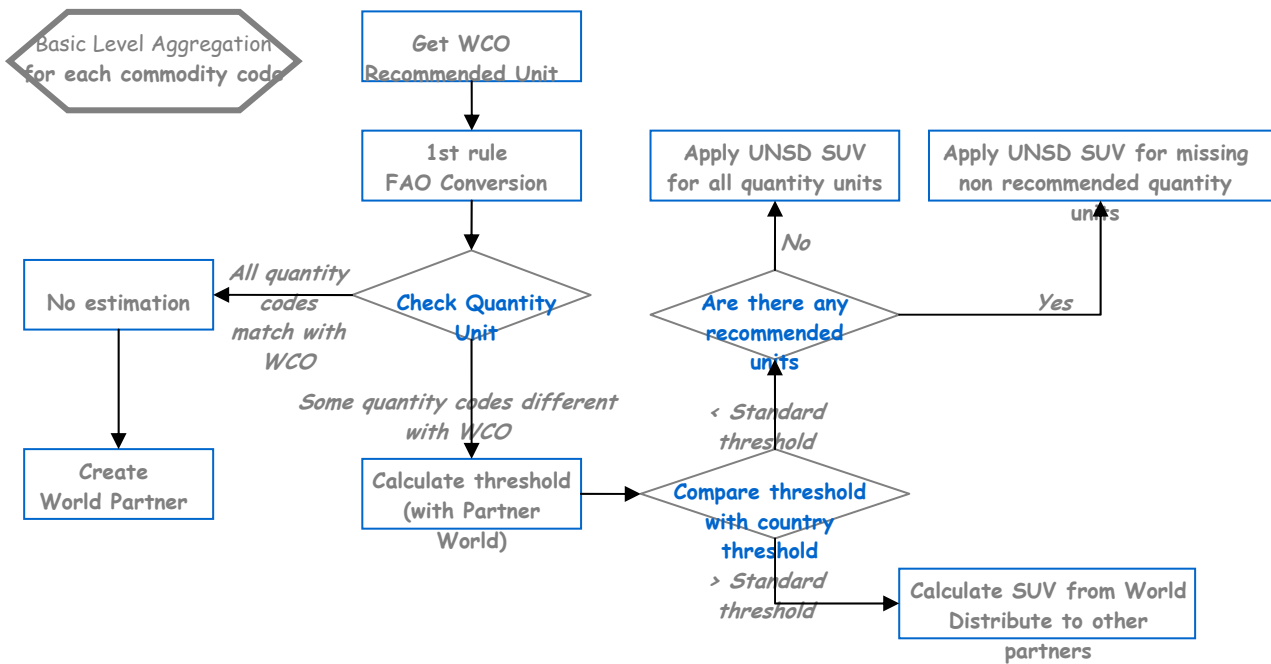 Basic Level Aggregation
for each commodity code
Get WCO
Recommended Unit
1st rule
FAO Conversion
Apply UNSD SUV
for all quantity units
Apply UNSD SUV for missing
non recommended quantity
units
No
All quantity
codes
match with
WCO
No estimation
Check Quantity
Unit
Are there any
recommended
units
Yes
Some quantity codes different
with WCO
< Standard
threshold
Create
World Partner
Calculate threshold
(with Partner
World)
Compare threshold
with country
threshold
> Standard
threshold
Calculate SUV from World
Distribute to other
partners